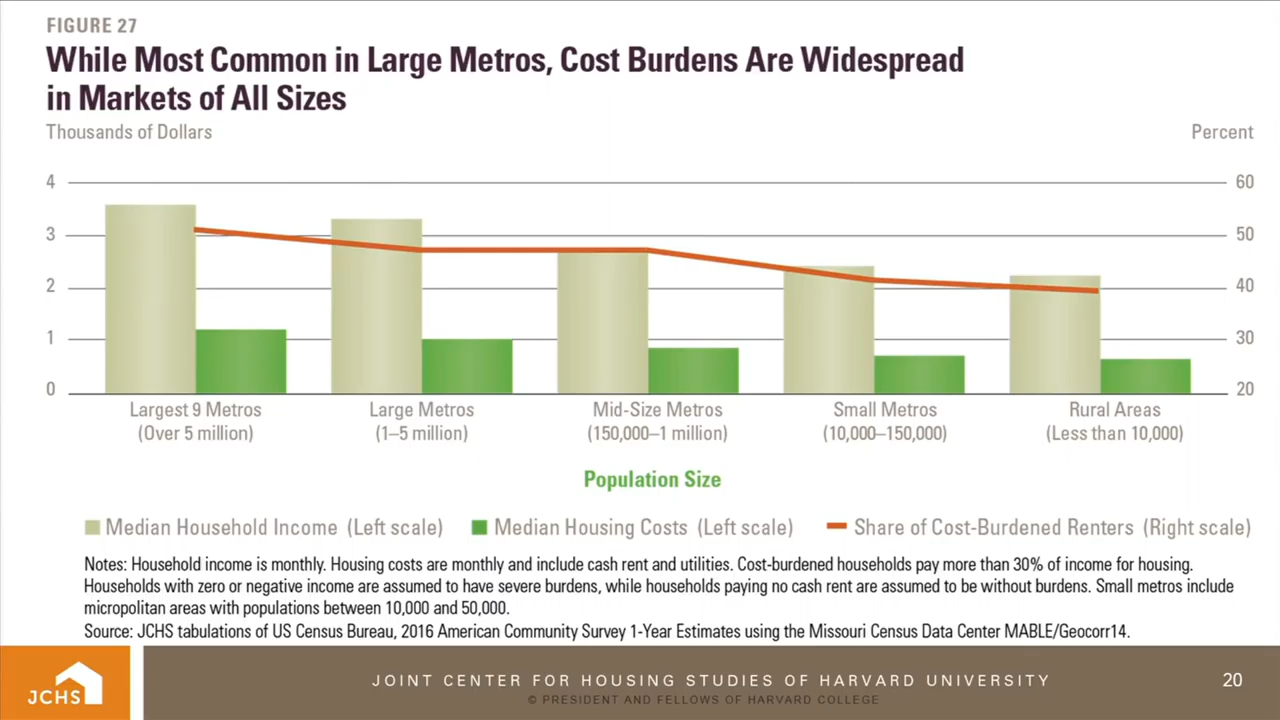 FIGURE 27
While Most Common in Large Metros, Cost Burdens Are Widespread
in Markets of All Sizes
Thousands of Dollars
Percent
4
60
3
50
2
40
1
30
0
20
Largest 9 Metros
(Over 5 million)
Large Metros
(1–5 million)
Mid-Size Metros
(150,000–1 million)
Small Metros
(10,000–150,000)
Rural Areas
(Less than 10,000)
Population Size
Median Household Income (Left scale)
Median Housing Costs (Left scale)
Share of Cost-Burdened Renters (Right scale)
Notes: Household income is monthly. Housing costs are monthly and include cash rent and utilities. Cost-burdened households pay more than 30% of income for housing.
Households with zero or negative income are assumed to have severe burdens, while households paying no cash rent are assumed to be without burdens. Small metros include
micropolitan areas with populations between 10,000 and 50,000.
Source: JCHS tabulations of US Census Bureau, 2016 American Community Survey 1-Year Estimates using the Missouri Census Data Center MABLE/Geocorr14.
JCHS
JOINT CENTER FOR HOUSING STUDIES OF HARVARD UNIVERSITY
© PRESIDENT AND FELLOWS OF HARVARD COLLEGE
20